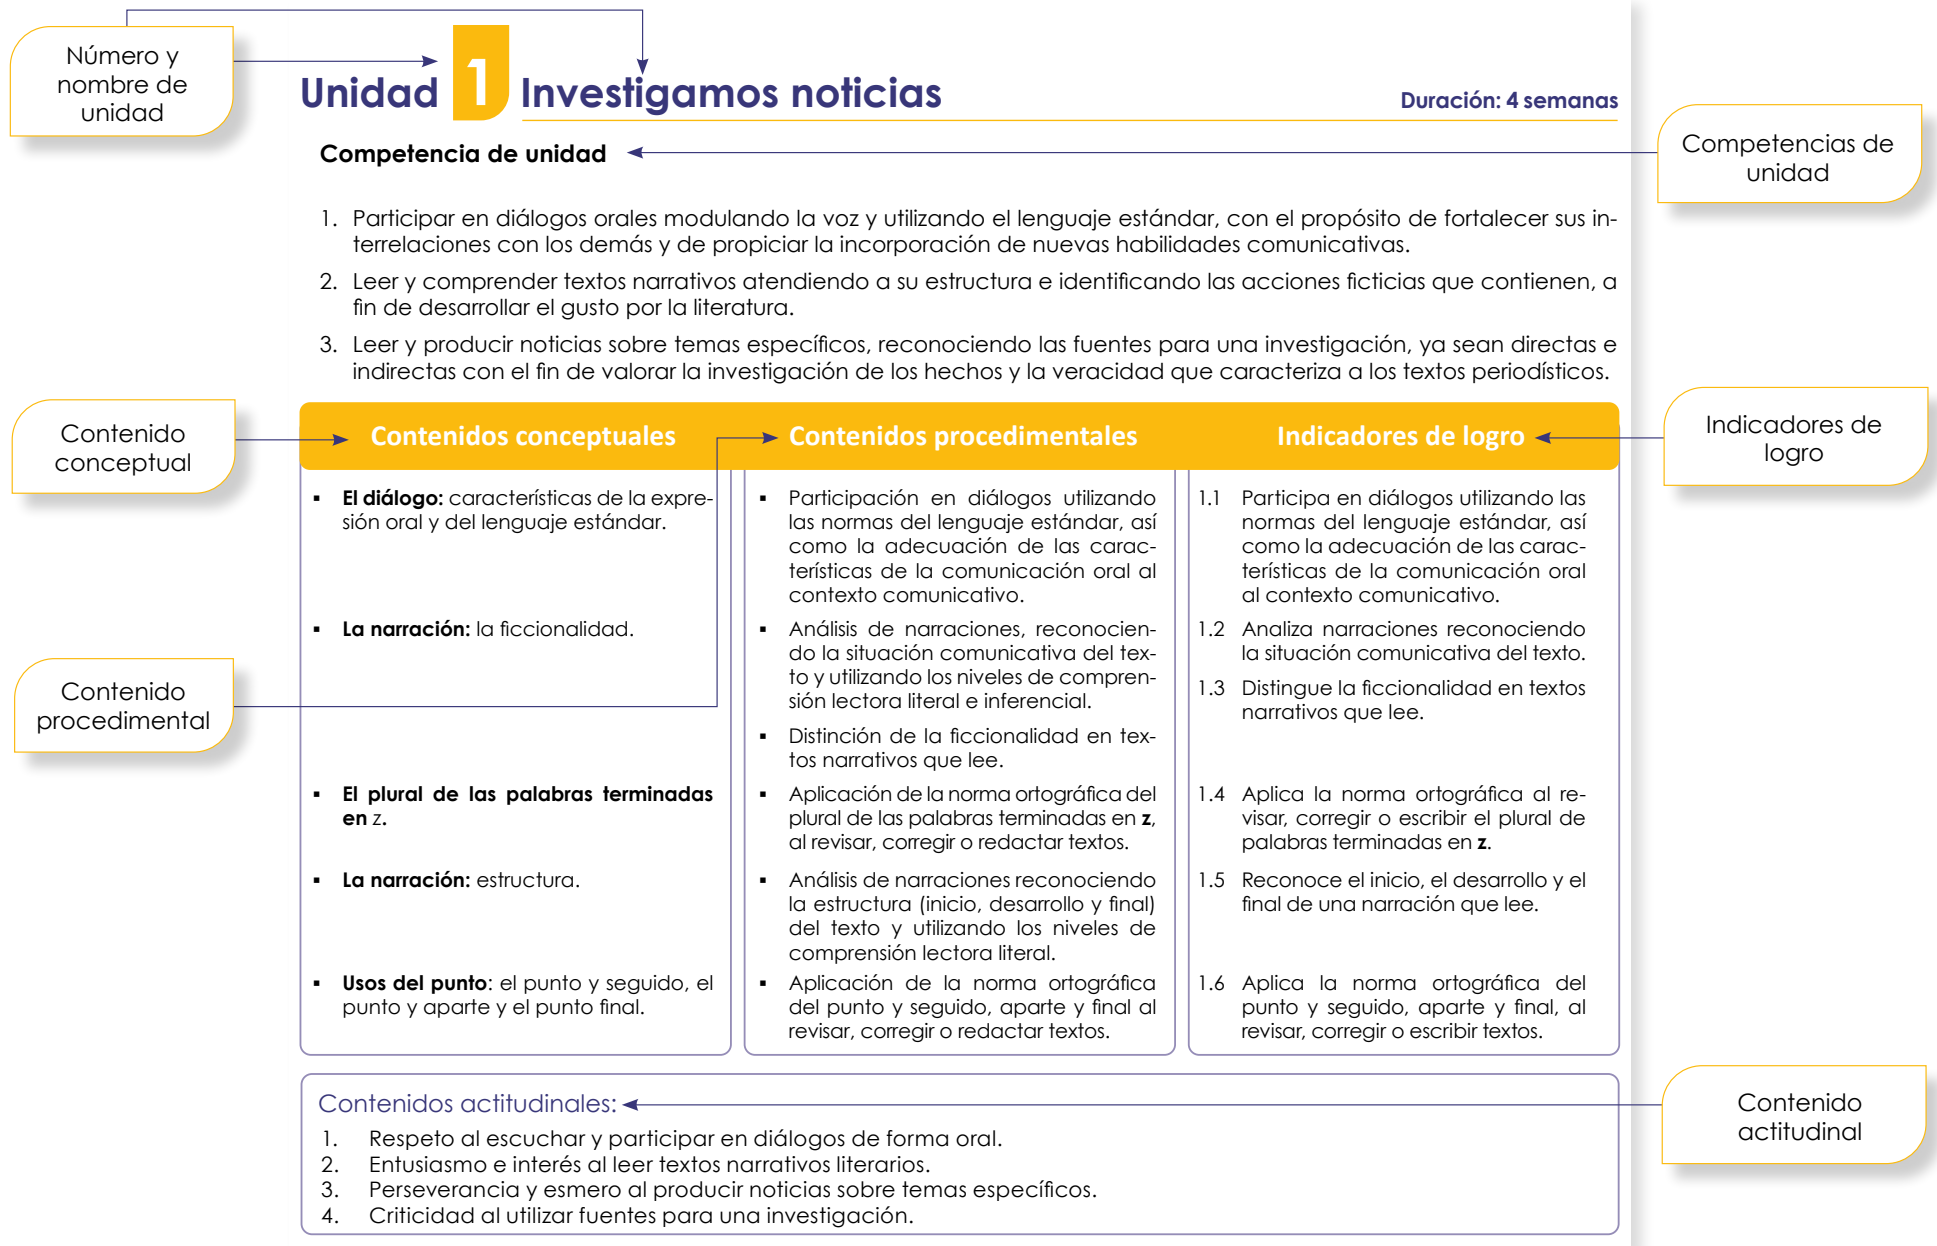 Número y
nombre de
unidad
Unidad 1 Investigamos noticias
Duración: 4 semanas
Competencia de unidad
Competencias de
unidad
1. Participar en diálogos orales modulando la voz y utilizando el lenguaje estándar, con el propósito de fortalecer sus in-
terrelaciones con los demás y de propiciar la incorporación de nuevas habilidades comunicativas.
2. Leer y comprender textos narrativos atendiendo a su estructura e identificando las acciones ficticias que contienen, a
fin de desarrollar el gusto por la literatura.
3. Leer y producir noticias sobre temas específicos, reconociendo las fuentes para una investigación, ya sean directas e
indirectas con el fin de valorar la investigación de los hechos y la veracidad que caracteriza a los textos periodísticos.
Contenido
conceptual
Contenido
procedimental
Indicadores de
logro
Contenidos conceptuales
▪ El diálogo: características de la expre-
sión oral y del lenguaje estándar.
▪ La narración: la ficcionalidad.
▪ El plural de las palabras terminadas
en z.
▪ La narración: estructura.
▪ Usos del punto: el punto y seguido, el
punto y aparte y el punto final.
Contenidos procedimentales
▪ Participación en diálogos utilizando
las normas del lenguaje estándar, así
como la adecuación de las carac-
terísticas de la comunicación oral al
contexto comunicativo.
▪ Análisis de narraciones, reconocien-
do la situación comunicativa del tex-
to y utilizando los niveles de compren-
sión lectora literal e inferencial.
▪ Distinción de la ficcionalidad en tex-
tos narrativos que lee.
▪ Aplicación de la norma ortográfica del
plural de las palabras terminadas en z,
al revisar, corregir o redactar textos.
▪ Análisis de narraciones reconociendo
la estructura (inicio, desarrollo y final)
del texto y utilizando los niveles de
comprensión lectora literal.
▪ Aplicación de la norma ortográfica
del punto y seguido, aparte y final al
revisar, corregir o redactar textos.
Indicadores de logro
1.1 Participa en diálogos utilizando las
normas del lenguaje estándar, así
como la adecuación de las carac-
terísticas de la comunicación oral
al contexto comunicativo.
1.2 Analiza narraciones reconociendo
la situación comunicativa del texto.
1.3 Distingue la ficcionalidad en textos
narrativos que lee.
1.4 Aplica la norma ortográfica al re-
visar, corregir o escribir el plural de
palabras terminadas en z.
1.5 Reconoce el inicio, el desarrollo y el
final de una narración que lee.
1.6 Aplica la norma ortográfica del
punto y seguido, aparte y final, al
revisar, corregir o escribir textos.
Contenidos actitudinales:
1. Respeto al escuchar y participar en diálogos de forma oral.
2. Entusiasmo e interés al leer textos narrativos literarios.
3. Perseverancia y esmero al producir noticias sobre temas específicos.
4. Criticidad al utilizar fuentes para una investigación.
Contenido
actitudinal